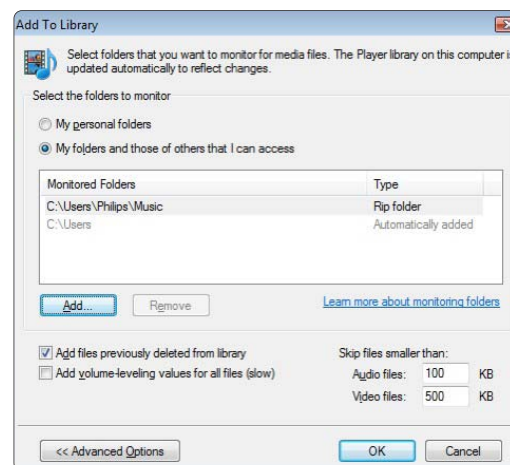 Add To Library
Select folders that you want to monitor for media files. The Player library on this computer i
updated automatically to reflect changes.
Select the folders to monitor
My personal folders
My folders and those of others that I can access
Monitored Folders Type
C:\Users\Philips\Music Rip folder
C:\Users Automatically added
Add... Remove Learn more about monitoring folders
Add files previously deleted from library Skip files smaller than:
Add volume-leveling values for all files (slow) Audio files: 100 KB
Video files: 500 KB
<< Advanced Options OK Cancel